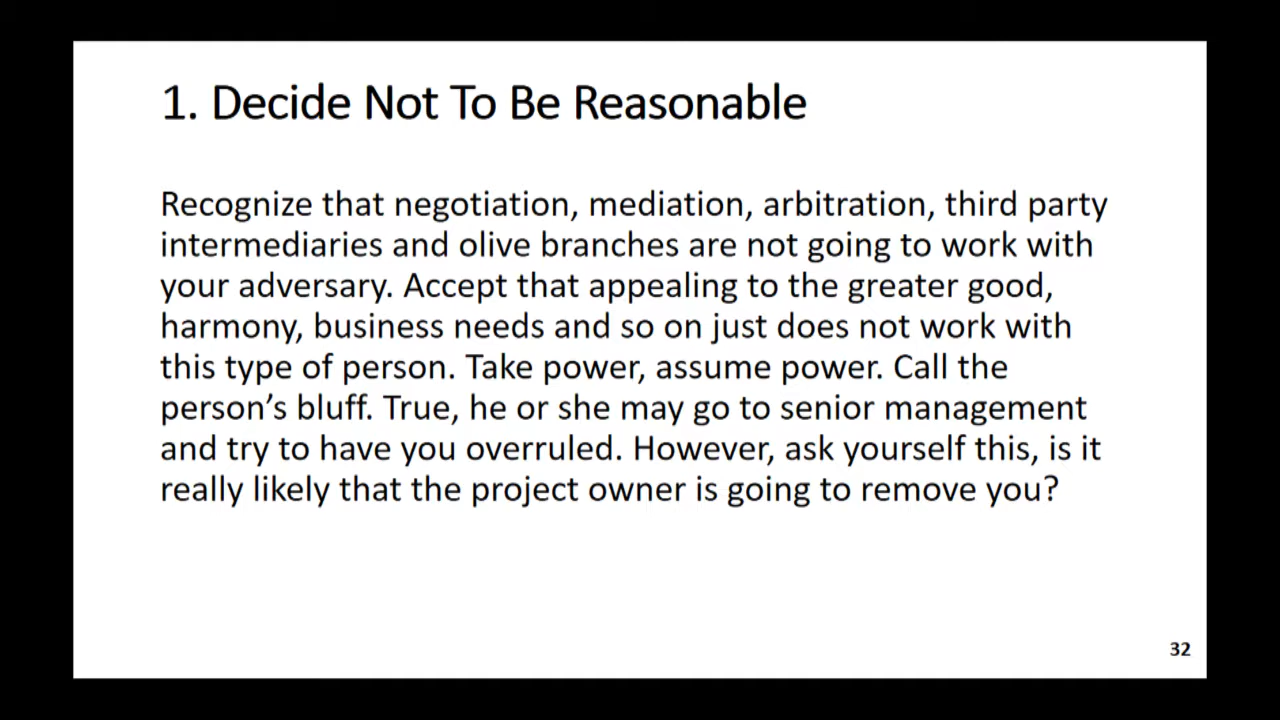 1. Decide Not To Be Reasonable
Recognize that negotiation, mediation, arbitration, third party
intermediaries and olive branches are not going to work with
your adversary. Accept that appealing to the greater good,
harmony, business needs and so on just does not work with
this type of person. Take power, assume power. Call the
person’s bluff. True, he or she may go to senior management
and try to have you overruled. However, ask yourself this, is it
really likely that the project owner is going to remove you?
32